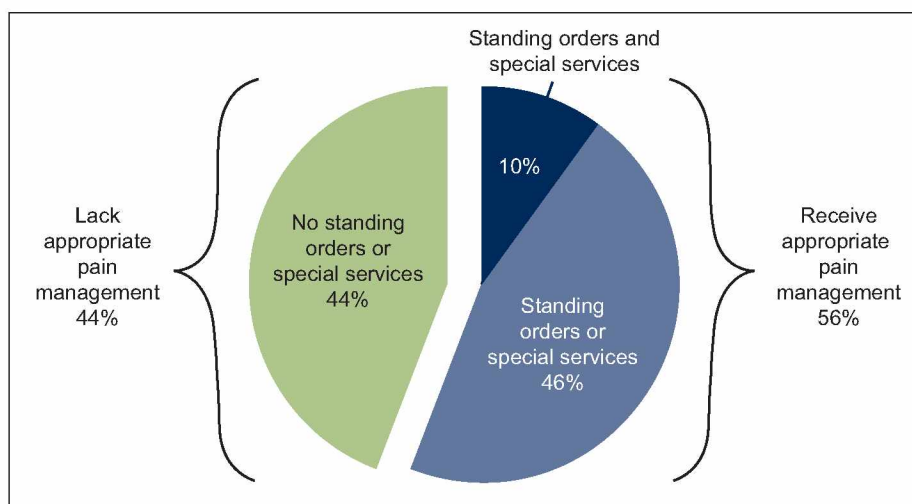 Standing orders and
special services
10%
Lack
appropriate
pain
management
44%
No standing
orders or
special services
44%
Standing
orders or
special services
46%
Receive
appropriate
pain
management
56%